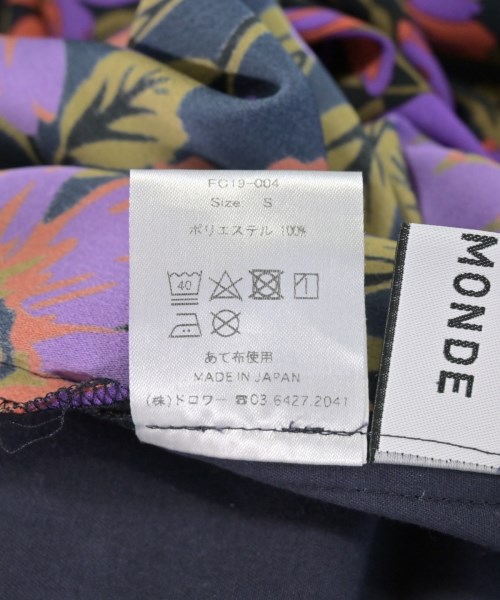 FG19-004
Size: S
ポリエステル 100%
40
あて布使用
MADE IN JAPAN
(株)ドロワー ☎03.6427.2041
MONDE